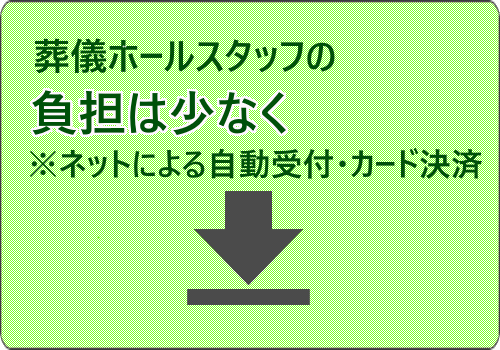 葬儀ホールスタッフの
負担は少なく
※ネットによる自動受付・カード決済